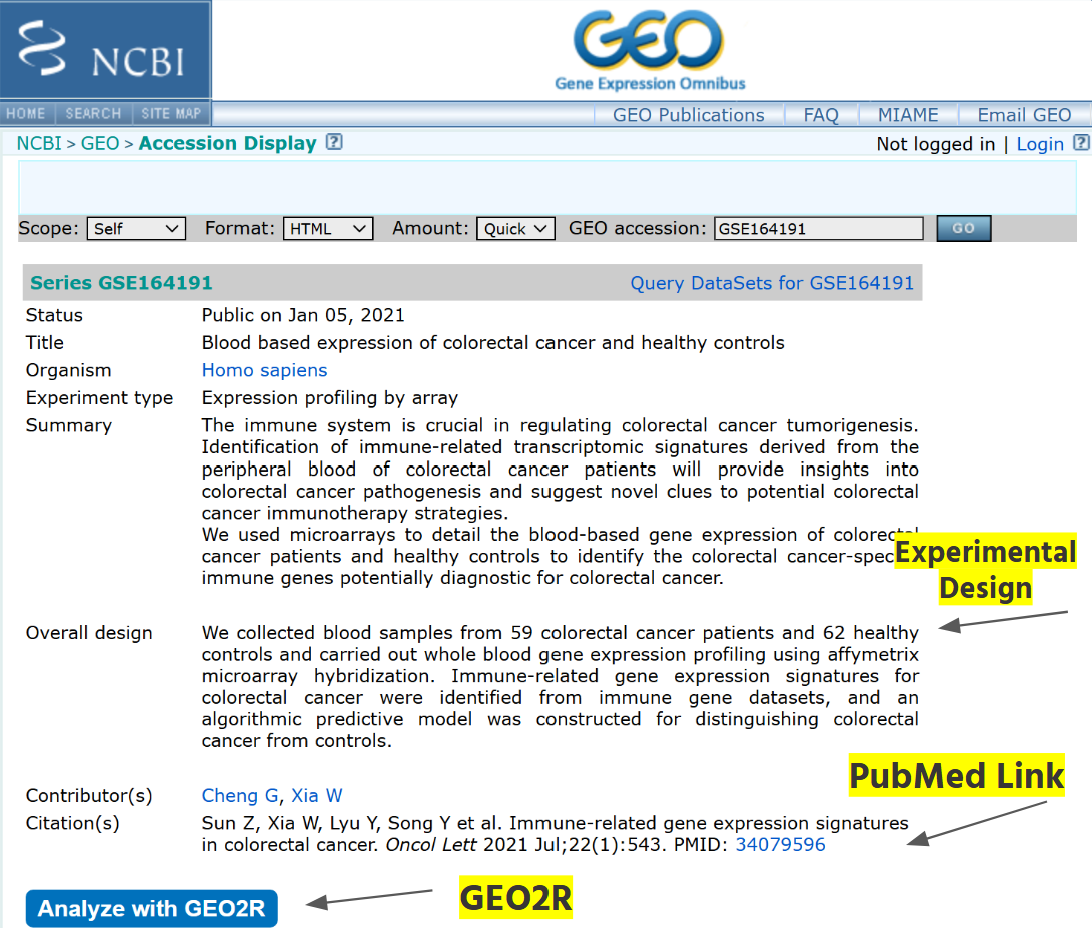 NCBI
GEO
Gene Expression Omnibus
HOME SEARCH SITE MAP
GEO Publications FAQ MIAME Email GEO
NCBI > GEO > Accession Display ?
Not logged in | Login ?
Scope: Self Format: HTML Amount: Quick GEO accession: GSE164191 GO
Series GSE164191 Query DataSets for GSE164191
Status Public on Jan 05, 2021
Title Blood based expression of colorectal cancer and healthy controls
Organism Homo sapiens
Experiment type Expression profiling by array
Summary The immune system is crucial in regulating colorectal cancer tumorigenesis.
Identification of immune-related transcriptomic signatures derived from the
peripheral blood of colorectal cancer patients will provide insights into
colorectal cancer pathogenesis and suggest novel clues to potential colorectal
cancer immunotherapy strategies.
We used microarrays to detail the blood-based gene expression of colorectal
cancer patients and healthy controls to identify the colorectal cancer-spec
immune genes potentially diagnostic for colorectal cancer.
Experimental
Design
Overall design We collected blood samples from 59 colorectal cancer patients and 62 healthy
controls and carried out whole blood gene expression profiling using affymetrix
microarray hybridization. Immune-related gene expression signatures for
colorectal cancer were identified from immune gene datasets, and an
algorithmic predictive model was constructed for distinguishing colorectal
cancer from controls.
PubMed Link
Contributor(s) Cheng G, Xia W
Citation(s) Sun Z, Xia W, Lyu Y, Song Y et al. Immune-related gene expression signatures
in colorectal cancer. Oncol Lett 2021 Jul;22(1):543. PMID: 34079596
Analyze with GEO2R
GEO2R